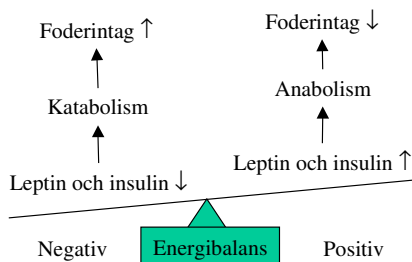 Foderintag ↑
Katabolism
Leptin och insulin ↓
Foderintag ↓
Anabolism
Leptin och insulin ↑
Negativ
Energibalans
Positiv